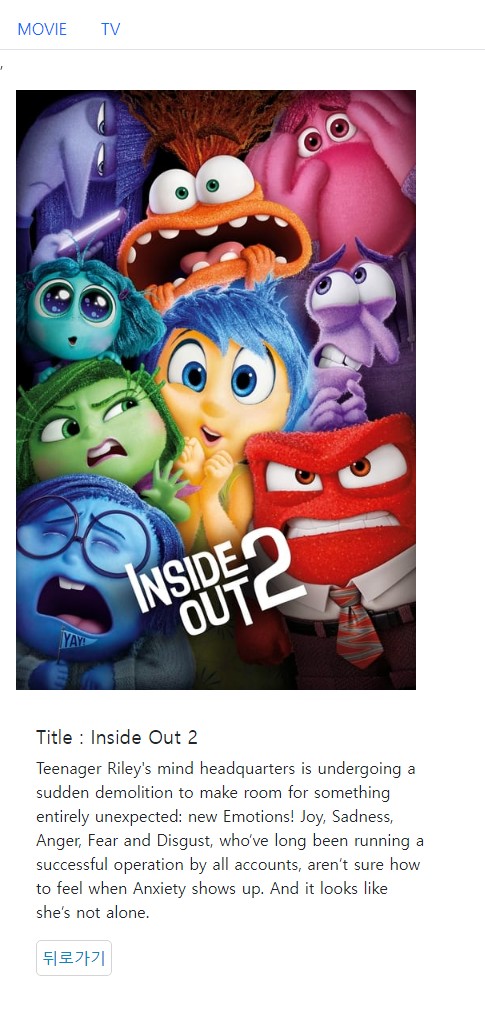 MOVIE TV
,
INSIDE
OUT 2
YAY!
Title : Inside Out 2
Teenager Riley's mind headquarters is undergoing a
sudden demolition to make room for something
entirely unexpected: new Emotions! Joy, Sadness,
Anger, Fear and Disgust, who’ve long been running a
successful operation by all accounts, aren’t sure how
to feel when Anxiety shows up. And it looks like
she’s not alone.
뒤로가기